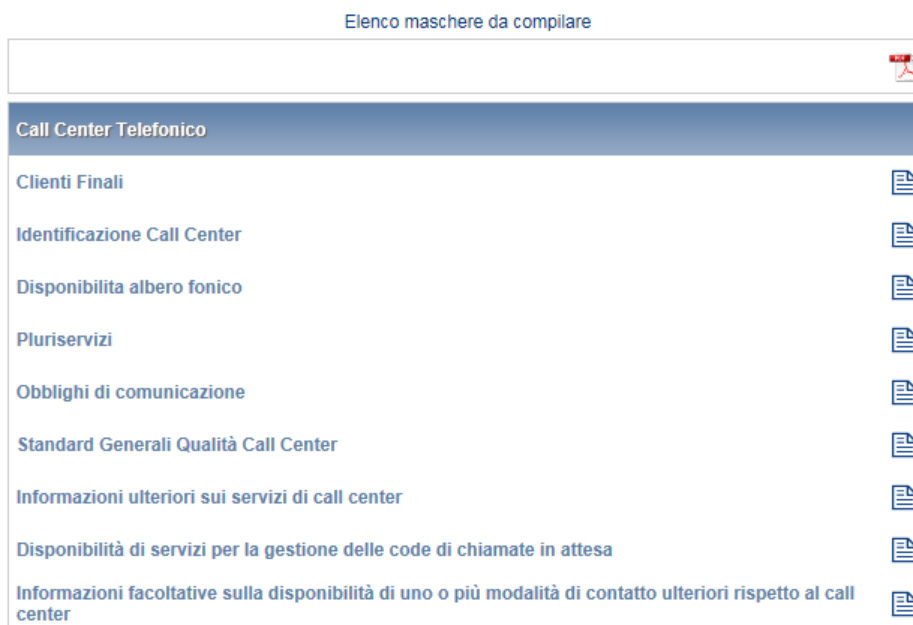 Elenco maschere da compilare
PDF
Call Center Telefonico
Clienti Finali
Identificazione Call Center
Disponibilita albero fonico
Pluriservizi
Obblighi di comunicazione
Standard Generali Qualità Call Center
Informazioni ulteriori sui servizi di call center
Disponibilità di servizi per la gestione delle code di chiamate in attesa
Informazioni facoltative sulla disponibilità di uno o più modalità di contatto ulteriori rispetto al call
center